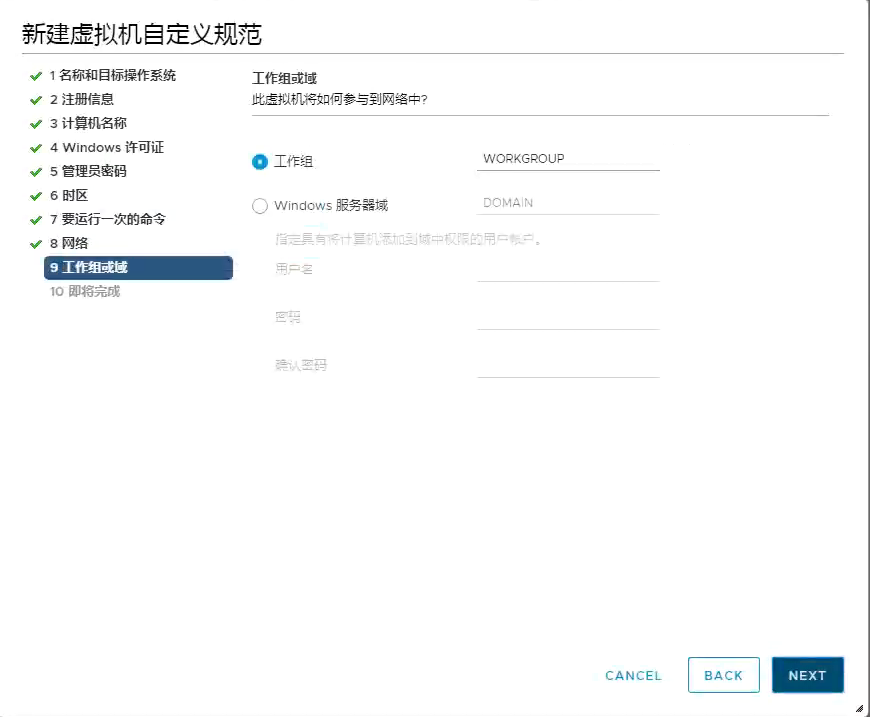 新建虚拟机自定义规范
1 名称和目标操作系统
2 注册信息
3 计算机名称
4 Windows 许可证
5 管理员密码
6 时区
7 要运行一次的命令
8 网络
9 工作组或域
10 即将完成
工作组或域
此虚拟机将如何参与到网络中?
工作组 WORKGROUP
Windows 服务器域 DOMAIN
指定具有将计算机添加到域中权限的用户帐户。
用户名
密码
确认密码
CANCEL BACK NEXT